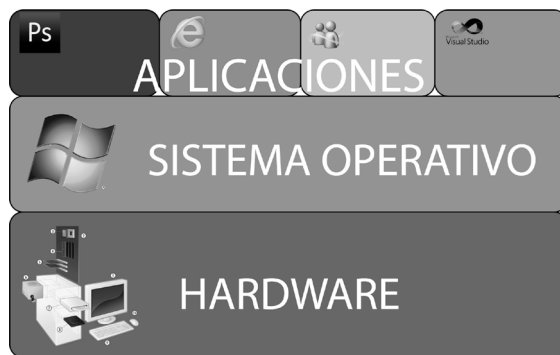 Ps
Visual Studio
APLICACIONES
SISTEMA OPERATIVO
HARDWARE